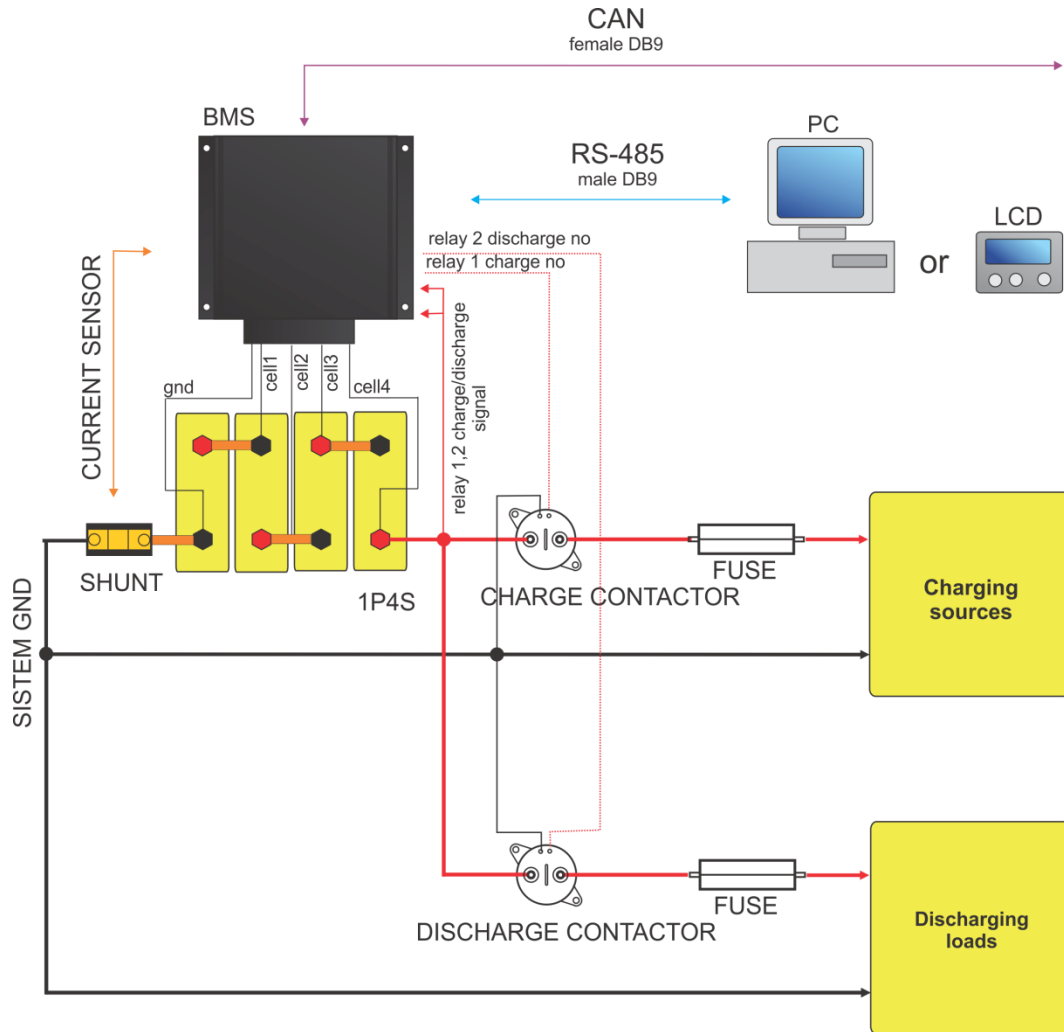 CAN
female DB9
BMS
PC
RS-485
male DB9
LCD
relay 2 discharge no
relay 1 charge no
or
CURRENT SENSOR
gnd
cell1
cell2
cell3
cell4
relay 1,2 charge/discharge
signal
SHUNT
1P4S
FUSE
CHARGE CONTACTOR
Charging
sources
SISTEM GND
FUSE
DISCHARGE CONTACTOR
Discharging
loads